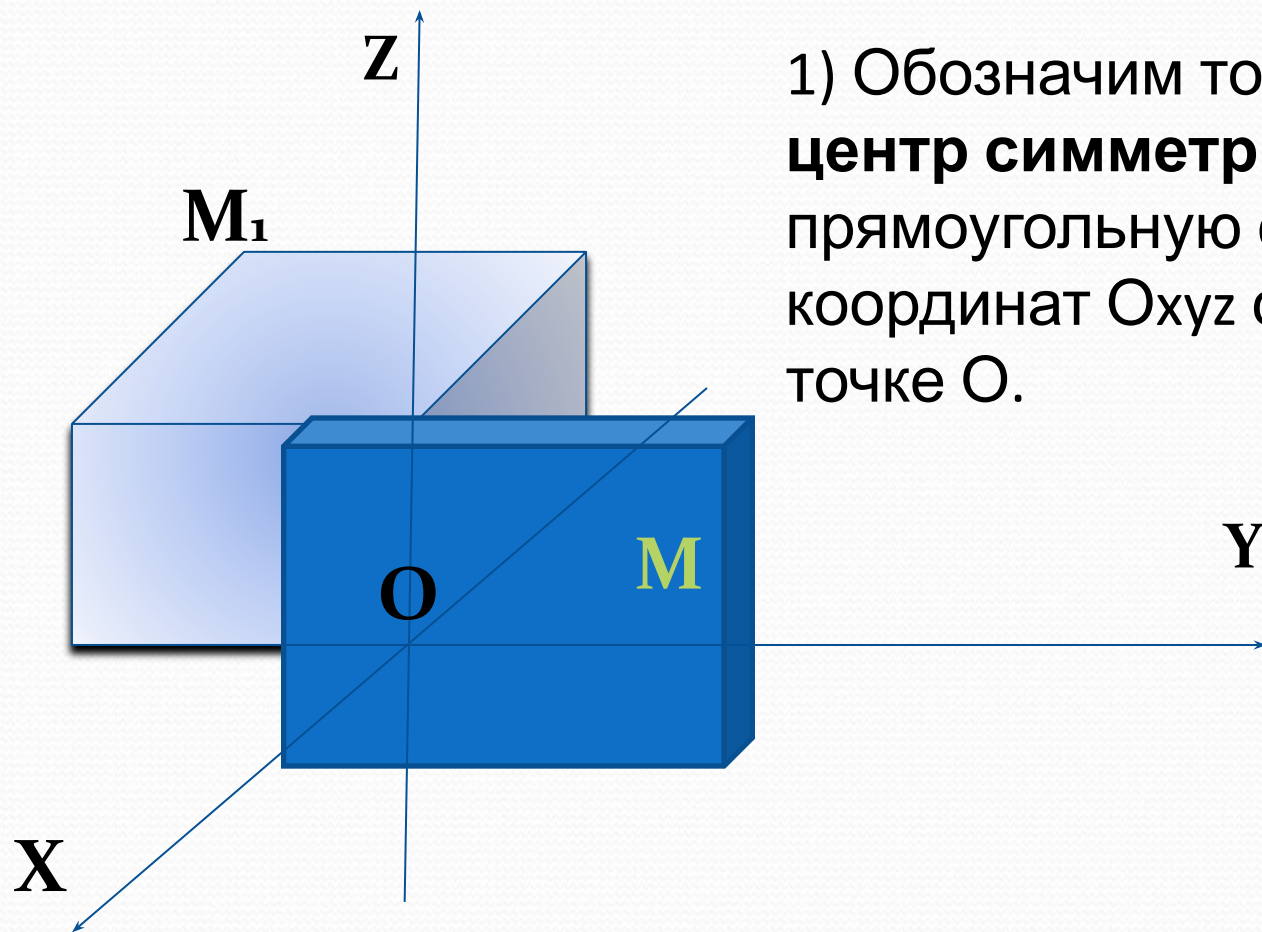 Z
1) Обозначим то
центр симметр
M₁
прямоугольную
координат Oxyz
точке O.
Y
M
O
X